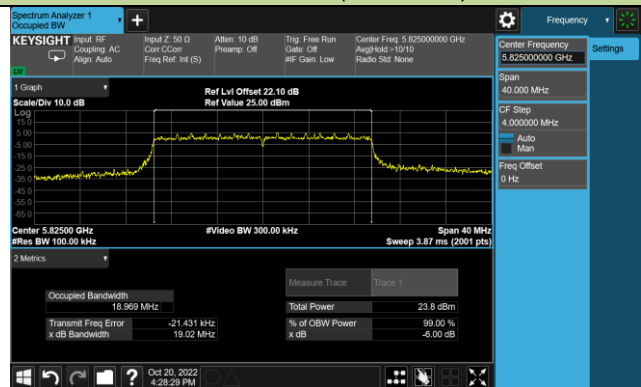 Spectrum Analyzer 1
Occupied BW
Frequency
KEYSIGHT
Input: RF
Coupling: AC
Align: Auto
Input Z: 50 Ω
Corr CCorr
Freq Ref: Int (S)
Atten: 10 dB
Preamp: Off
Trig: Free Run
Gate: Off
#IF Gain: Low
Center Freq: 5.825000000 GHz
Avg|Hold:>10/10
Radio Std: None
Center Frequency
5.825000000 GHz
Settings
Span
40.000 MHz
CF Step
4.000000 MHz
Auto
Man
Freq Offset
0 Hz
1 Graph
Scale/Div 10.0 dB
Ref Lvl Offset 22.10 dB
Ref Value 25.00 dBm
Log
15.0
5.00
-5.00
-15.0
-25.0
-35.0
-45.0
-55.0
-65.0
Center 5.82500 GHz
#Video BW 300.00 kHz
Span 40 MHz
#Res BW 100.00 kHz
Sweep 3.87 ms (2001 pts)
2 Metrics
Measure Trace
Trace 1
Occupied Bandwidth
18.969 MHz
Total Power
23.8 dBm
Transmit Freq Error
-21.431 kHz
% of OBW Power
99.00 %
x dB Bandwidth
19.02 MHz
x dB
-6.00 dB
?
Oct 20, 2022
4:28:29 PM